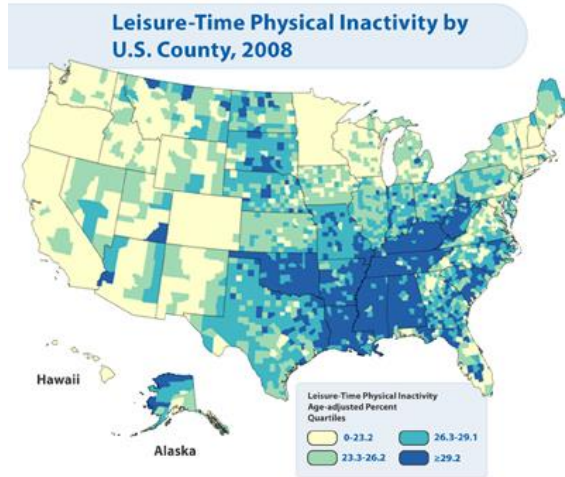 Leisure-Time Physical Inactivity by
U.S. County, 2008
Hawaii
Alaska
Leisure-Time Physical Inactivity
Age-adjusted Percent
Quartiles
0-23.2
26.3-29.1
23.3-26.2
≥29.2